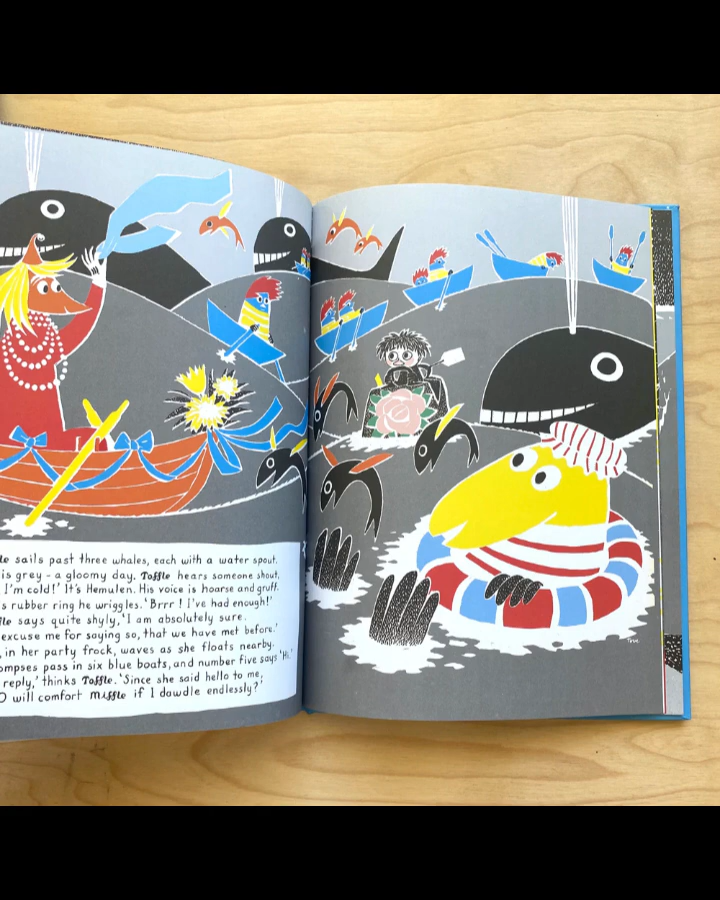 sails past three whales, each with a water spout.
is grey - a gloomy day. Toffle hears someone shout,
I'm cold!' It's Hemulen. His voice is hoarse and gruff.
rubber ring he wriggles. 'Brrr! I've had enough!'
says quite shyly, 'I am absolutely sure.
excuse me for saying so, that we have met before.'
in her party frock, waves as she floats nearby.
pass in six blue boats, and number five says 'Hi.'
reply,' thinks Toffle. 'Since she said hello to me,
will comfort Miffle if I dawdle endlessly?'
Tove